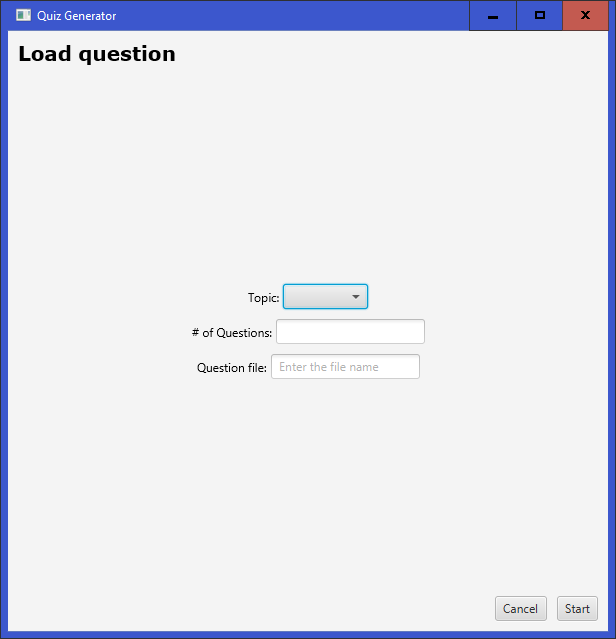 Quiz Generator
Load question
Topic:
# of Questions:
Question file: Enter the file name
Cancel Start